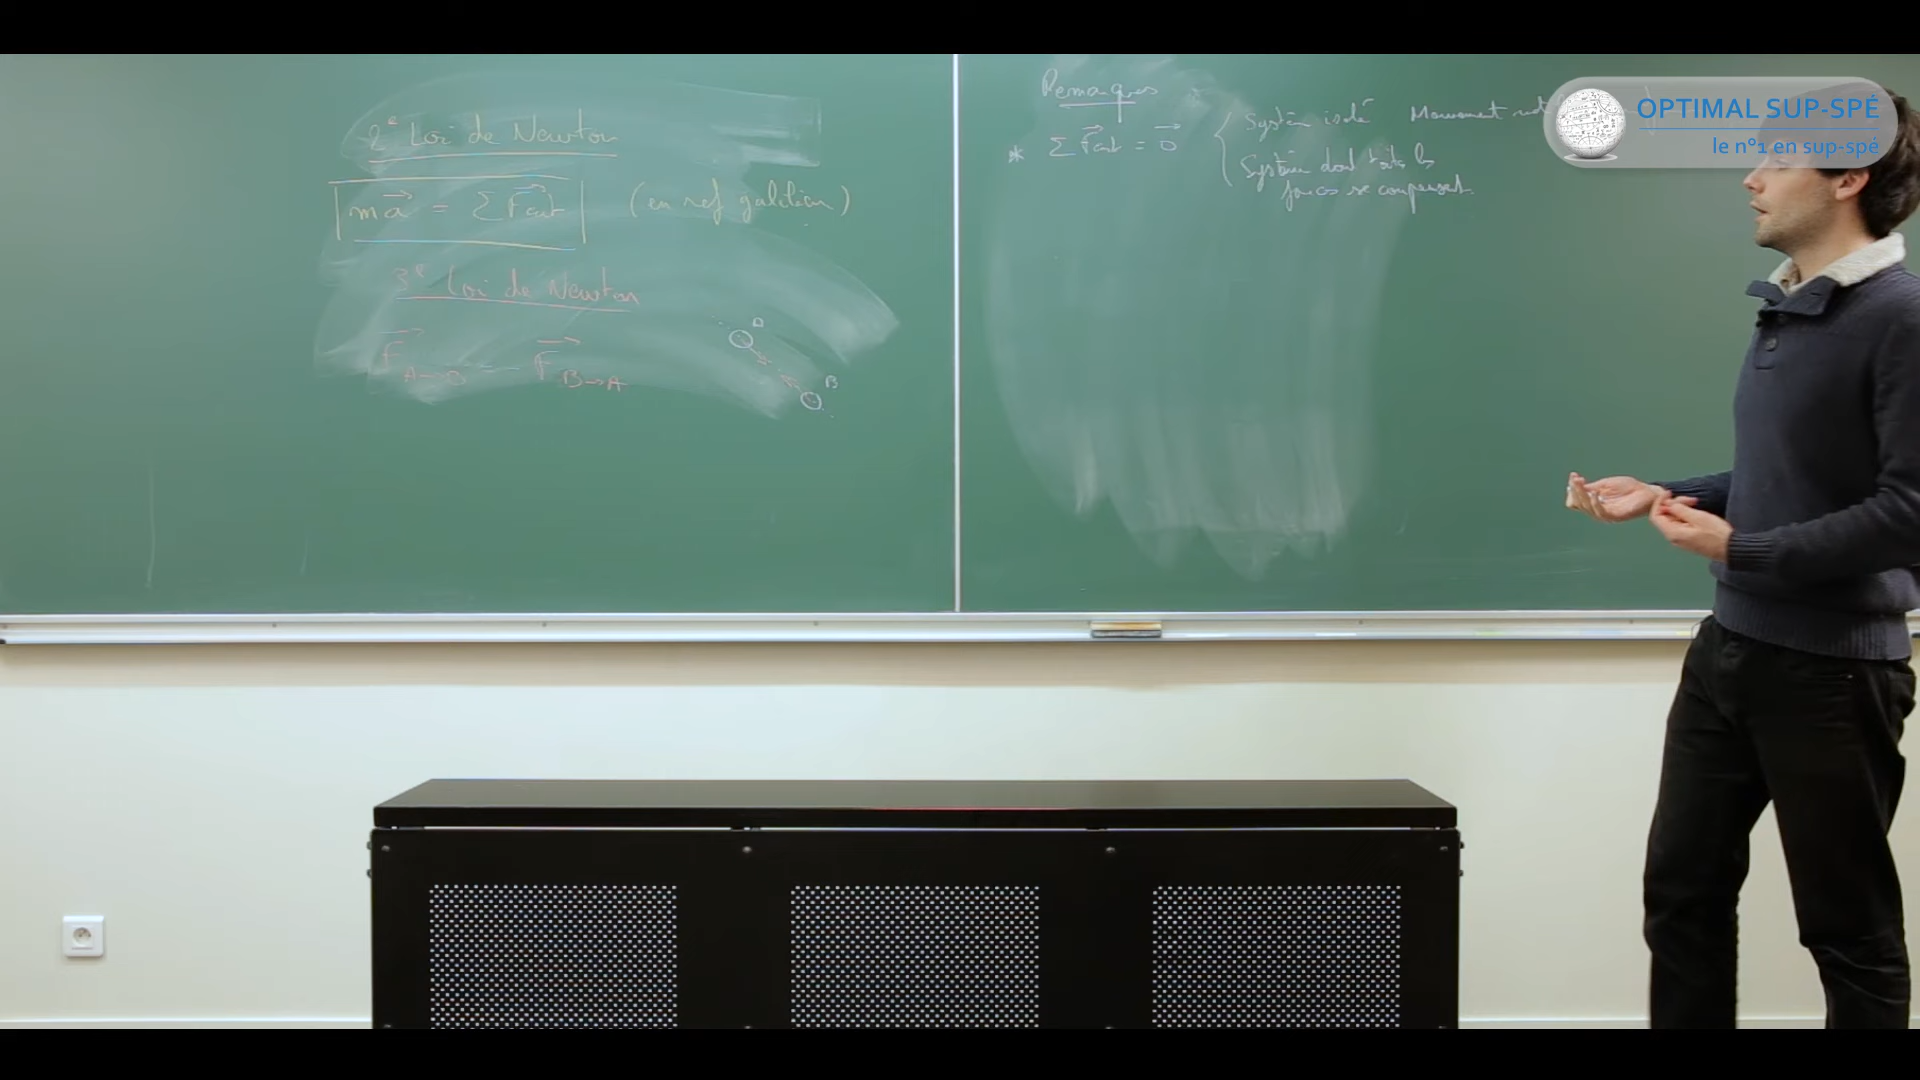 2e Loi de Newton
m a⃗ = Σ F⃗ext (en ref galiléen)
3e Loi de Newton
F⃗ A→B = - F⃗ B→A
A
B
Remarques
* Σ F⃗ext = 0⃗
Système isolé Mouvement
Système dont toutes les
forces se compensent.
OPTIMAL SUP-SPÉ
le n°1 en sup-spé